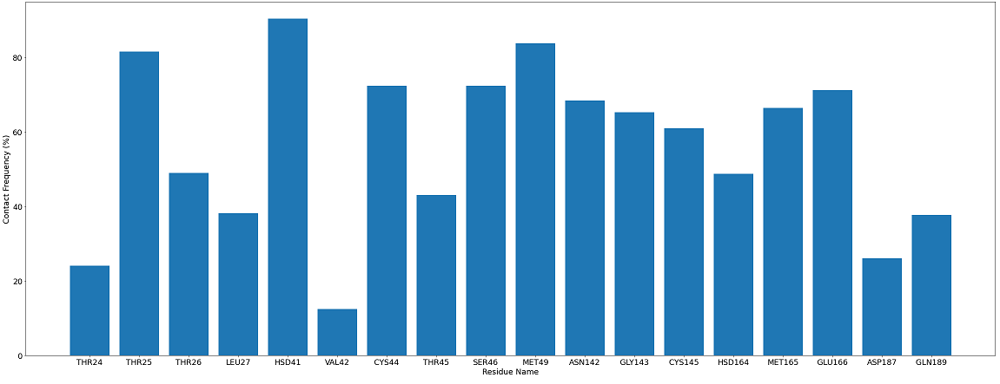 Contact Frequency (%)
80
60
40
20
0
THR24 THR25 THR26 LEU27 HSD41 VAL42 CYS44 THR45 SER46 MET49 ASN142 GLY143 CYS145 HSD164 MET165 GLU166 ASP187 GLN189
Residue Name